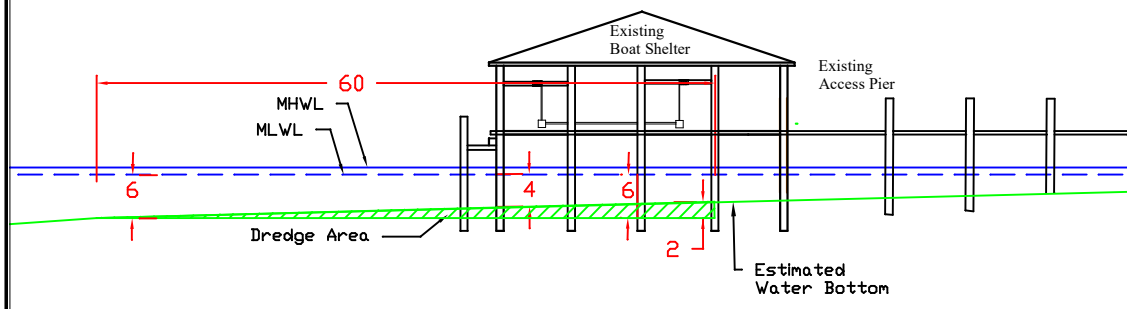 Existing
Boat Shelter
Existing
Access Pier
60
MHWL
MLWL
6
4
6
Dredge Area
2
Estimated
Water Bottom